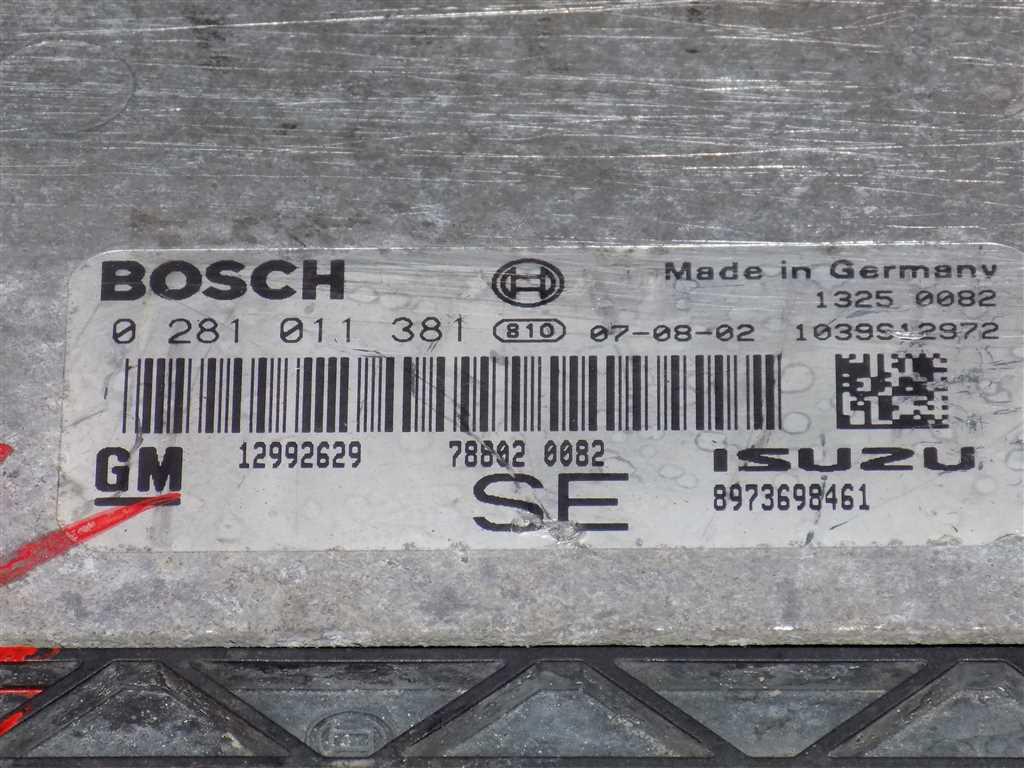 BOSCH Made in Germany
1325 0082
0 281 011 381 810 07-08-02 1039S12972
GM 12992629 78802 0082 ISUZU
SE 8973698461